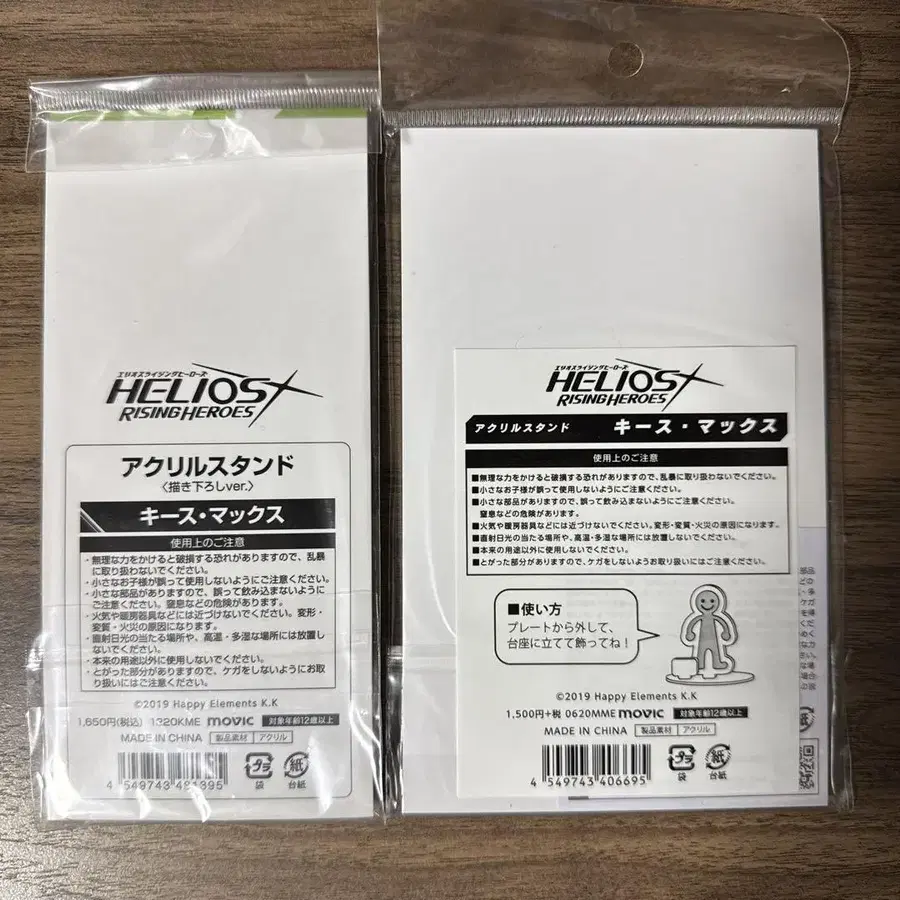 エリオスライジングヒーローズ
HELIOS
RISING HEROES
アクリルスタンド
〈描き下ろしver.〉
キース・マックス
使用上のご注意
・無理な力をかけると破損する恐れがありますので、乱暴
に取り扱わないでください。
・小さなお子様が誤って使用しないようにご注意ください。
・小さな部品がありますので、誤って飲み込まないように
ご注意ください。窒息などの危険があります。
・火気や暖房器具などには近づけないでください。変形・
変質・火災の原因になります。
・直射日光の当たる場所や、高温・多湿な場所には放置し
ないでください。
・本来の用途以外に使用しないでください。
・とがった部分がありますので、ケガをしないようにお取
り扱いにはご注意ください。
©2019 Happy Elements K.K
1,650円(税込) 1320KME movic 対象年齢12歳以上
MADE IN CHINA 製品素材 アクリル
4 549743 481395
プラ
袋
紙
台紙
エリオスライジングヒーローズ
HELIOS
RISING HEROES
アクリルスタンド キース・マックス
使用上のご注意
■無理な力をかけると破損する恐れがありますので、乱暴に取り扱わないでください。
■小さなお子様が誤って使用しないようにご注意ください。
■小さな部品がありますので、誤って飲み込まないようにご注意ください。
窒息などの危険があります。
■火気や暖房器具などには近づけないでください。変形・変質・火災の原因になります。
■直射日光の当たる場所や、高温・多湿な場所には放置しないでください。
■本来の用途以外に使用しないでください。
■とがった部分がありますので、ケガをしないようお取り扱いにはご注意ください。
■使い方
プレートから外して、
台座に立てて飾ってね!
©2019 Happy Elements K.K
1,500円+税 0620MME movic 対象年齢12歳以上
MADE IN CHINA 製品素材 アクリル
4 549743 406695
プラ
袋
紙
台紙